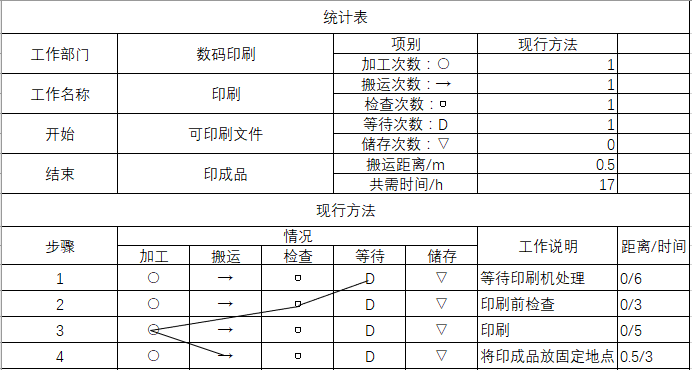 统计表
工作部门 数码印刷 项别 现行方法
加工次数：○ 1
工作名称 印刷 搬运次数：→ 1
检查次数：□ 1
开始 可印刷文件 等待次数：D 1
储存次数：▽ 0
结束 印成品 搬运距离/m 0.5
共需时间/h 17
现行方法
步骤 情况 工作说明 距离/时间
加工 搬运 检查 等待 储存
1 ○ → □ D ▽ 等待印刷机处理 0/6
2 ○ → □ D ▽ 印刷前检查 0/3
3 ○ → □ D ▽ 印刷 0/5
4 ○ → □ D ▽ 将印成品放固定地点 0.5/3